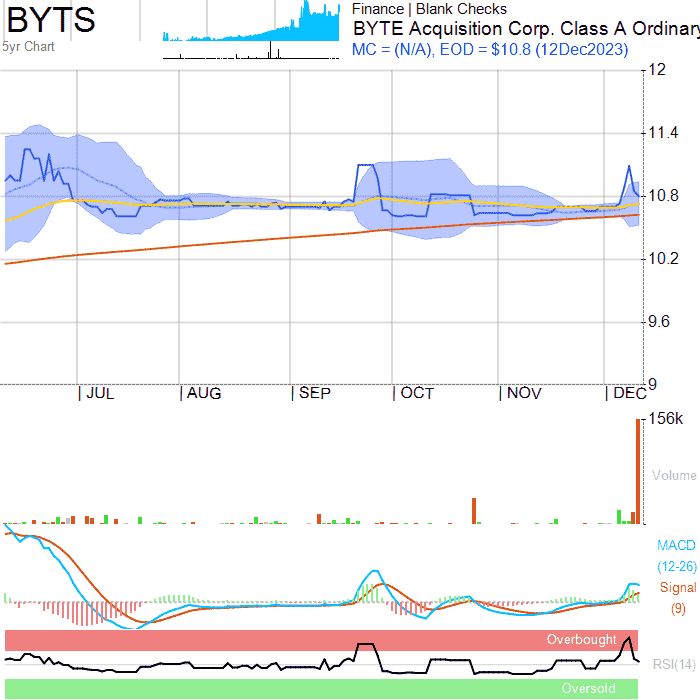 BYTS
5yr Chart
Finance | Blank Checks
BYTE Acquisition Corp. Class A Ordinary
MC = (N/A), EOD = $10.8 (12Dec2023)
12
11.4
10.8
10.2
9.6
9
JUL AUG SEP OCT NOV DEC
156k
Volume
MACD
(12-26)
Signal
(9)
Overbought
RSI(14)
Oversold